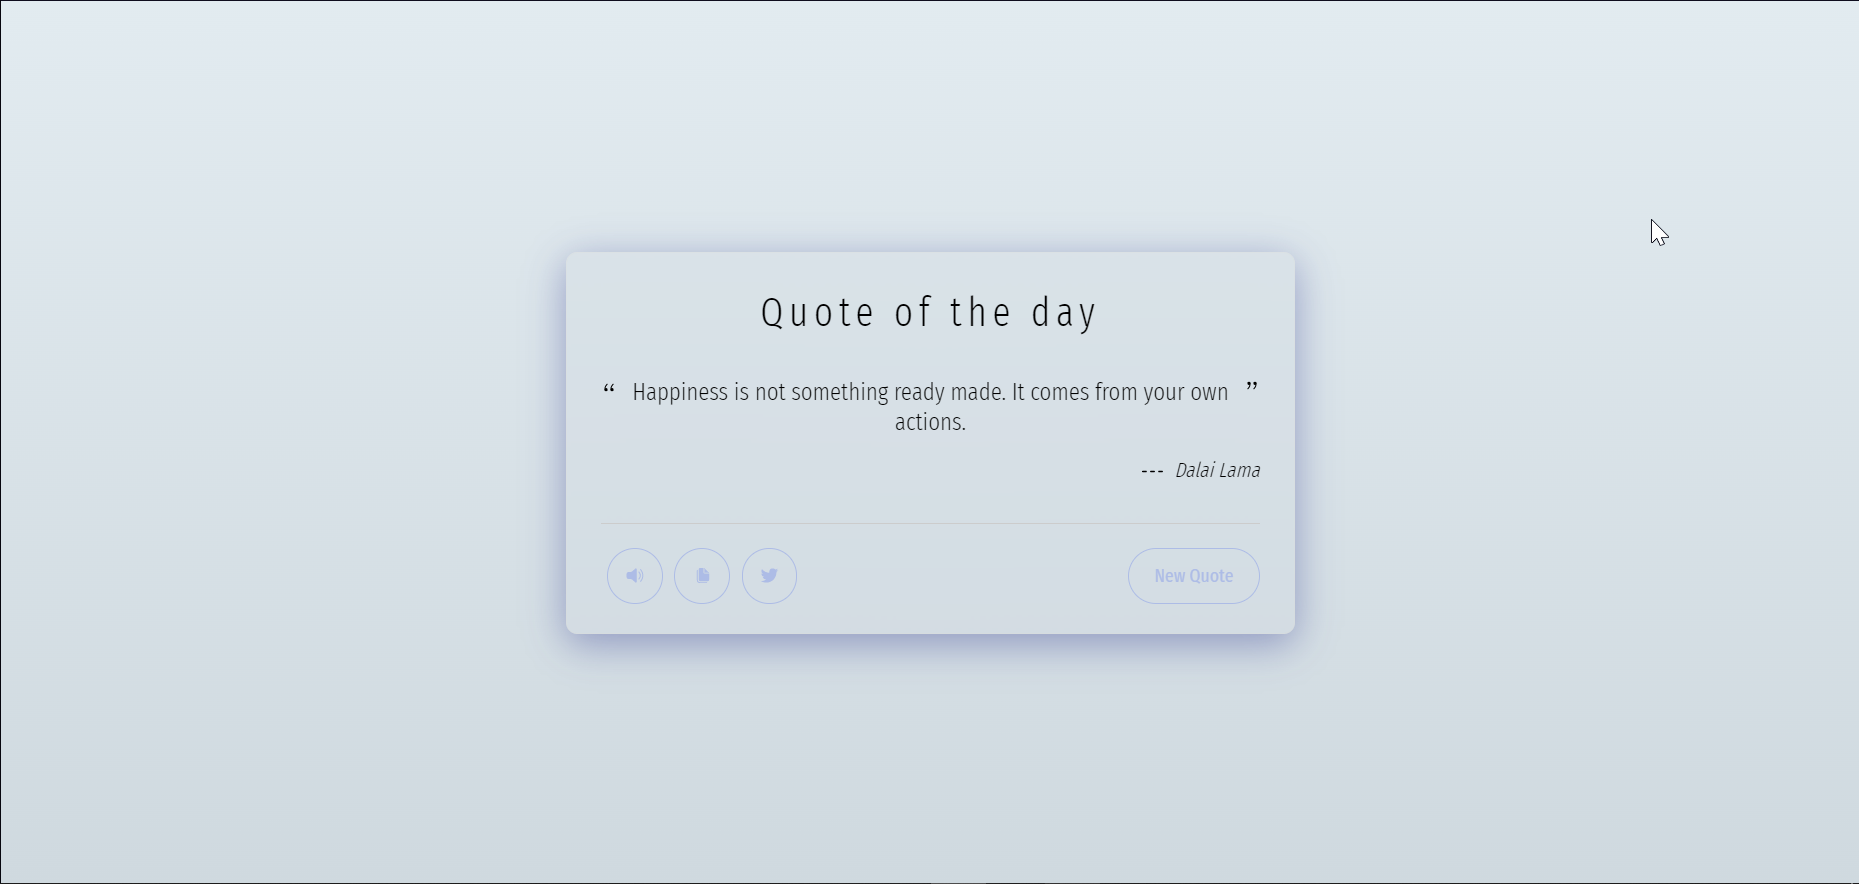 Quote of the day
“ Happiness is not something ready made. It comes from your own ”
actions.
--- Dalai Lama
New Quote